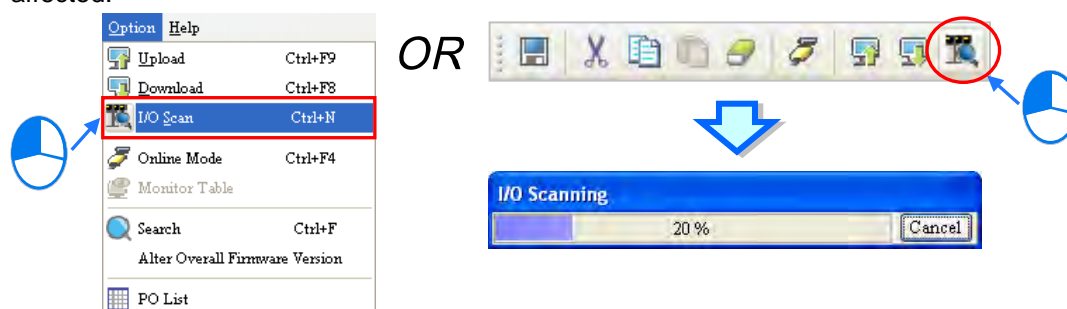 affected.
Option Help
Upload Ctrl+F9
Download Ctrl+F8
I/O Scan Ctrl+N
Online Mode Ctrl+F4
Monitor Table
Search Ctrl+F
Alter Overall Firmware Version
PO List
OR
I/O Scanning
20 % Cancel